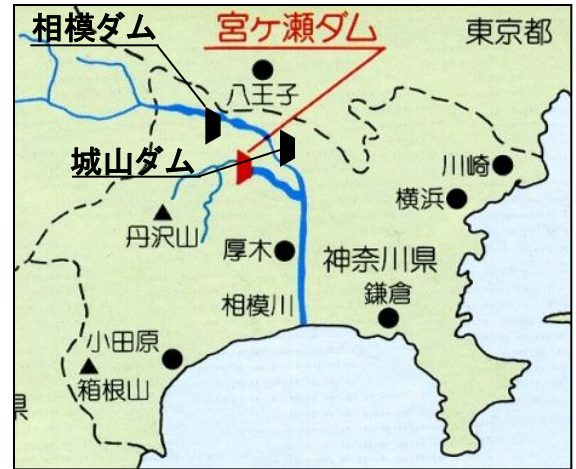 相模ダム
宮ケ瀬ダム
東京都
八王子
城山ダム
川崎
横浜
丹沢山
厚木
神奈川県
相模川
鎌倉
小田原
箱根山
県